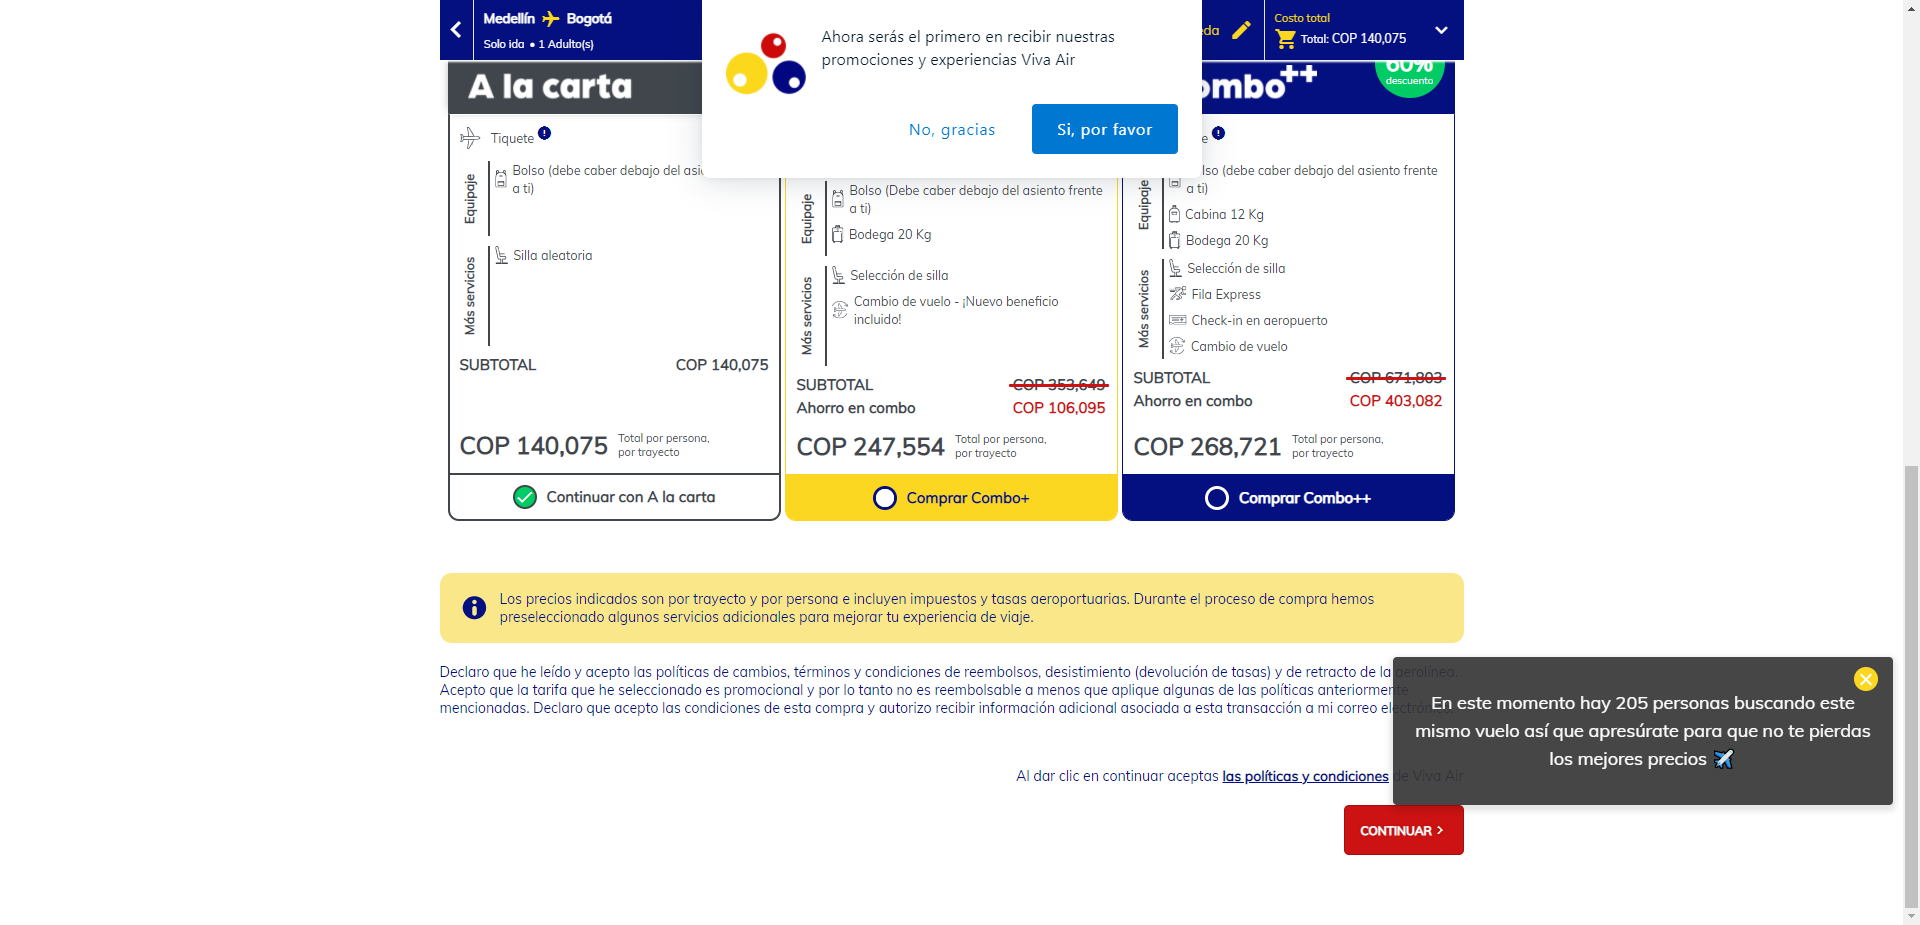 Medellín Bogotá
Solo ida • 1 Adulto(s)
Ahora serás el primero en recibir nuestras
promociones y experiencias Viva Air
No, gracias
Si, por favor
Costo total
Total: COP 140,075
A la carta
Tiquete
Equipaje
Bolso (debe caber debajo del
a ti)
Más servicios
Silla aleatoria
SUBTOTAL COP 140,075
COP 140,075 Total por persona,
por trayecto
Continuar con A la carta
Equipaje
Bolso (Debe caber debajo del asiento frente
a ti)
Bodega 20 Kg
Más servicios
Selección de silla
Cambio de vuelo - ¡Nuevo beneficio
incluido!
SUBTOTAL COP 353,649
Ahorro en combo COP 106,095
COP 247,554 Total por persona,
por trayecto
Comprar Combo+
ombo++
60%
descuento
Equipaje
lso (debe caber debajo del asiento frente
a ti)
Cabina 12 Kg
Bodega 20 Kg
Más servicios
Selección de silla
Fila Express
Check-in en aeropuerto
Cambio de vuelo
SUBTOTAL COP 671,803
Ahorro en combo COP 403,082
COP 268,721 Total por persona,
por trayecto
Comprar Combo++
Los precios indicados son por trayecto y por persona e incluyen impuestos y tasas aeroportuarias. Durante el proceso de compra hemos
preseleccionado algunos servicios adicionales para mejorar tu experiencia de viaje.
Declaro que he leído y acepto las políticas de cambios, términos y condiciones de reembolsos, desistimiento (devolución de tasas) y de retracto de la aerolínea.
Acepto que la tarifa que he seleccionado es promocional y por lo tanto no es reembolsable a menos que aplique algunas de las políticas anteriormente
mencionadas. Declaro que acepto las condiciones de esta compra y autorizo recibir información adicional asociada a esta transacción a mi correo electrónico.
En este momento hay 205 personas buscando este
mismo vuelo así que apresúrate para que no te pierdas
los mejores precios
Al dar clic en continuar aceptas las políticas y condiciones de Viva Air
CONTINUAR >